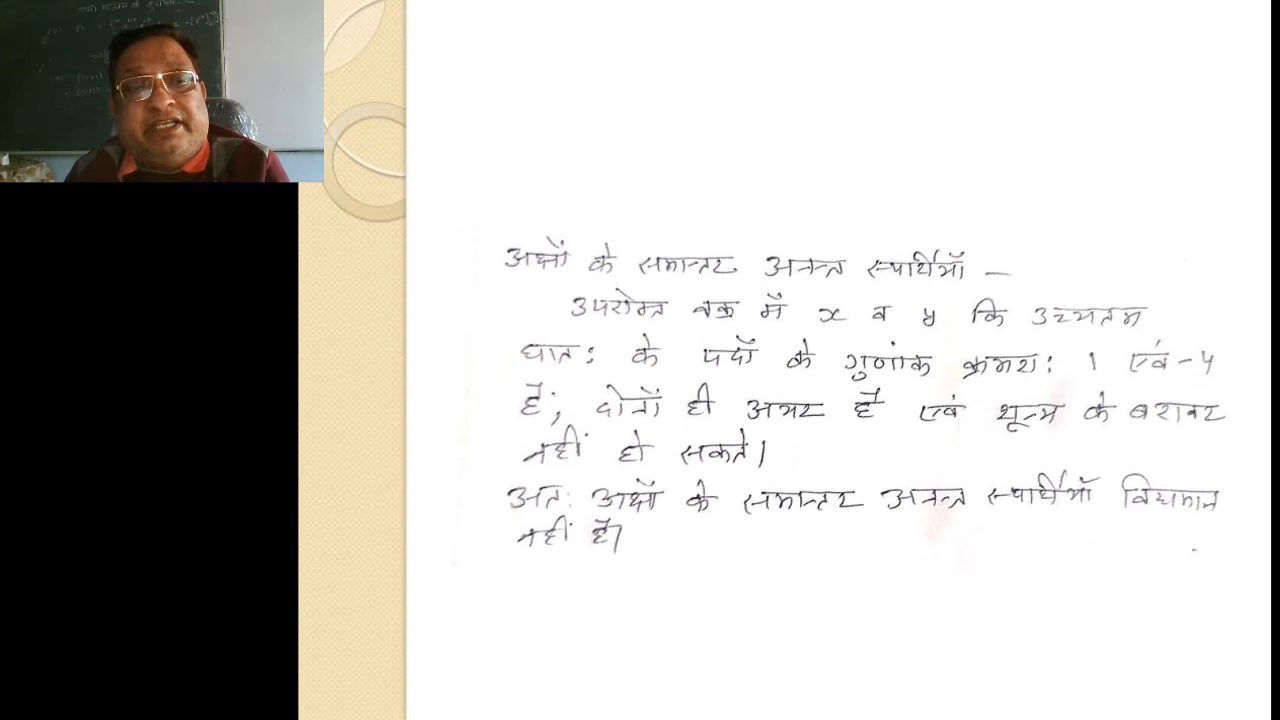 अक्षों के समान्तर अनन्त स्पर्शियाँ —
उपरोक्त वक्र में x व y कि उच्चतम
घात: के पदों के गुणांक क्रमश: 1 एवं -4
है; दोनों ही अचर है एवं शून्य के बराबर
नहीं हो सकते।
अत: अक्षों के समान्तर अनन्त स्पर्शियाँ विद्यमान
नहीं है।